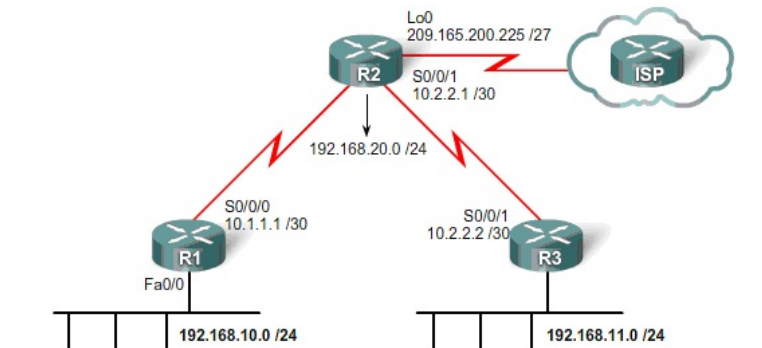 Lo0
209.165.200.225 /27
R2
ISP
S0/0/1
10.2.2.1 /30
192.168.20.0 /24
S0/0/0
10.1.1.1 /30
S0/0/1
10.2.2.2 /30
R1
R3
Fa0/0
192.168.10.0 /24
192.168.11.0 /24